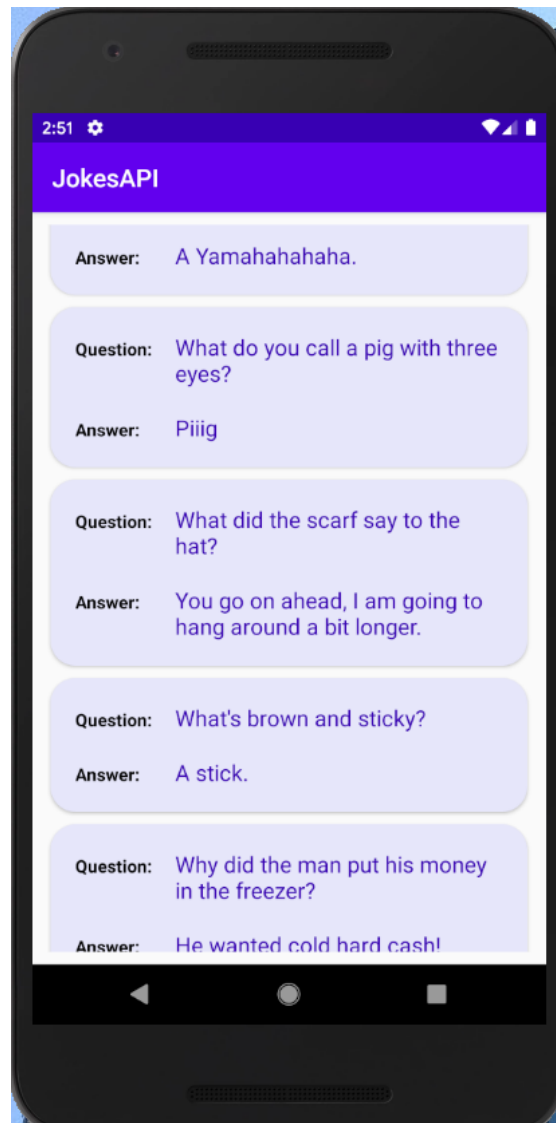 2:51
JokesAPI
Answer: A Yamahahahaha.
Question: What do you call a pig with three
eyes?
Answer: Piiig
Question: What did the scarf say to the
hat?
Answer: You go on ahead, I am going to
hang around a bit longer.
Question: What's brown and sticky?
Answer: A stick.
Question: Why did the man put his money
in the freezer?
Answer: He wanted cold hard cash!